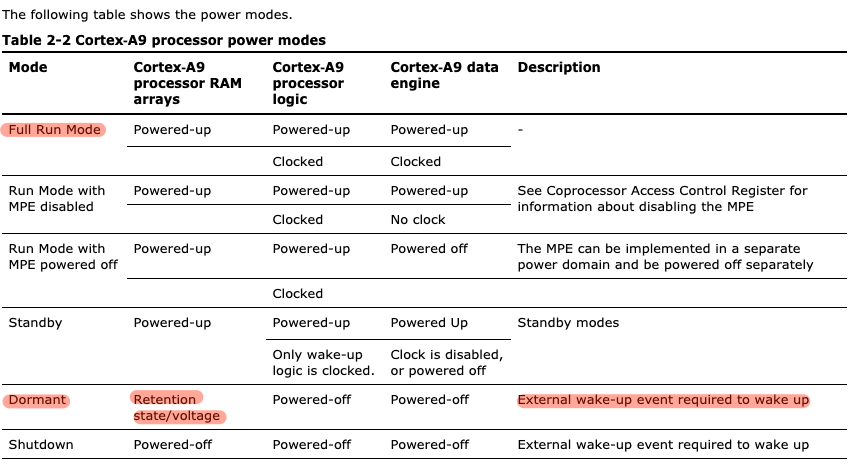 The following table shows the power modes.
Table 2-2 Cortex-A9 processor power modes
Mode Cortex-A9 processor RAM arrays Cortex-A9 processor logic Cortex-A9 data engine Description
Full Run Mode Powered-up Powered-up Powered-up -
Clocked Clocked
Run Mode with MPE disabled Powered-up Powered-up Powered-up See Coprocessor Access Control Register for information about disabling the MPE
Clocked No clock
Run Mode with MPE powered off Powered-up Powered-up Powered off The MPE can be implemented in a separate power domain and be powered off separately
Clocked
Standby Powered-up Powered-up Powered Up Standby modes
Only wake-up logic is clocked. Clock is disabled, or powered off
Dormant Retention state/voltage Powered-off Powered-off External wake-up event required to wake up
Shutdown Powered-off Powered-off Powered-off External wake-up event required to wake up